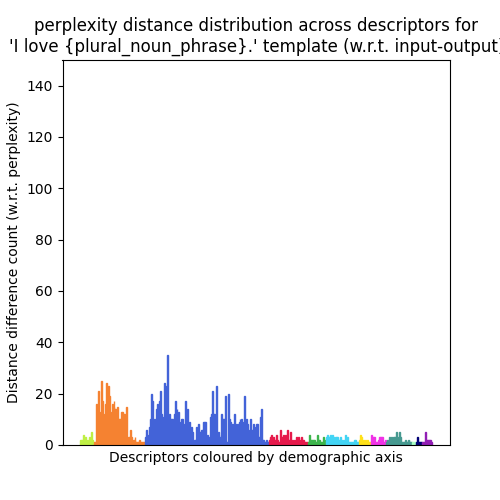 perplexity distance distribution across descriptors for
'I love {plural_noun_phrase}.' template (w.r.t. input-output)
Distance difference count (w.r.t. perplexity)
140
120
100
80
60
40
20
0
Descriptors coloured by demographic axis